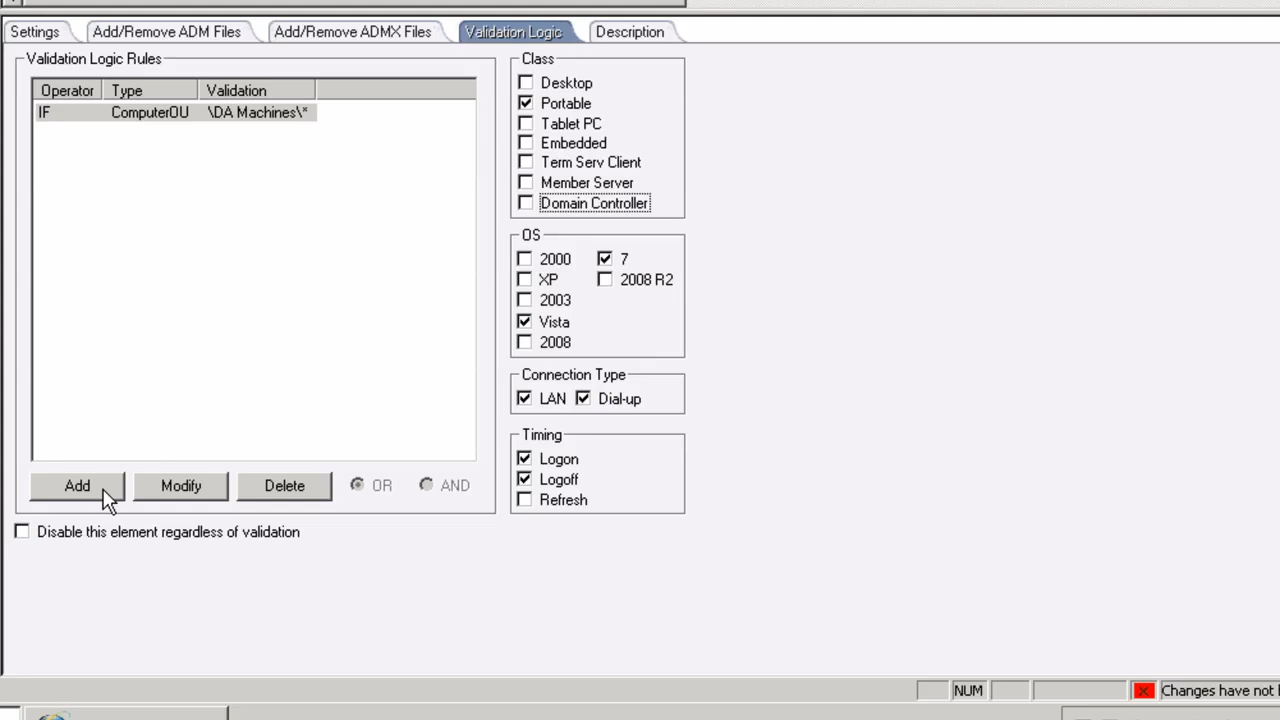 Settings
Add/Remove ADM Files
Add/Remove ADMX Files
Validation Logic
Description
Validation Logic Rules
Operator Type Validation
IF ComputerOU \DA Machines\*
Add
Modify
Delete
OR
AND
Disable this element regardless of validation
Class
Desktop
Portable
Tablet PC
Embedded
Term Serv Client
Member Server
Domain Controller
OS
2000 7
XP 2008 R2
2003
Vista
2008
Connection Type
LAN Dial-up
Timing
Logon
Logoff
Refresh
NUM
Changes have not